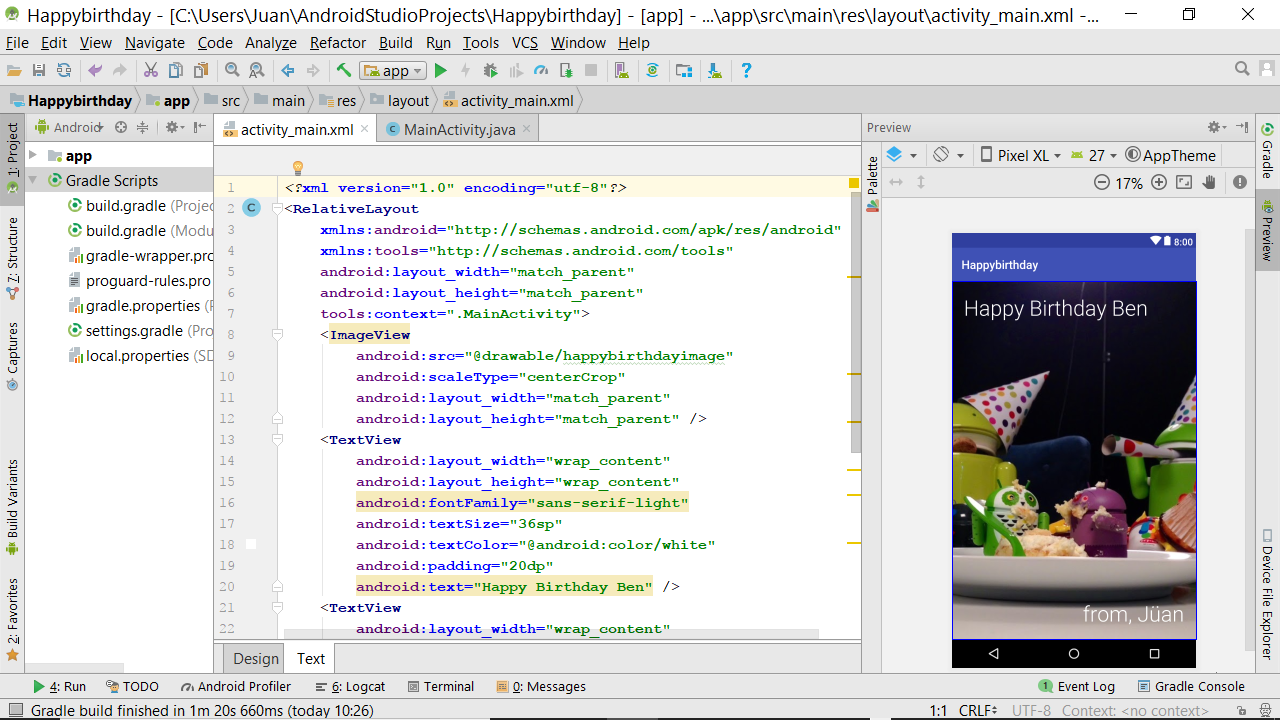 Happybirthday - [C:\Users\Juan\AndroidStudioProjects\Happybirthday] - [app] - ...\app\src\main\res\layout\activity_main.xml -...
File Edit View Navigate Code Analyze Refactor Build Run Tools VCS Window Help
app
Happybirthday app src main res layout activity_main.xml
1: Project
7: Structure
Captures
Build Variants
2: Favorites
Android
app
Gradle Scripts
build.gradle (Projec
build.gradle (Modu
gradle-wrapper.pro
proguard-rules.pro
gradle.properties (
settings.gradle (Pro
local.properties (SD
activity_main.xml MainActivity.java
1 <?xml version="1.0" encoding="utf-8"?>
2 <RelativeLayout
3 xmlns:android="http://schemas.android.com/apk/res/android"
4 xmlns:tools="http://schemas.android.com/tools"
5 android:layout_width="match_parent"
6 android:layout_height="match_parent"
7 tools:context=".MainActivity">
8 <ImageView
9 android:src="@drawable/happybirthdayimage"
10 android:scaleType="centerCrop"
11 android:layout_width="match_parent"
12 android:layout_height="match_parent" />
13 <TextView
14 android:layout_width="wrap_content"
15 android:layout_height="wrap_content"
16 android:fontFamily="sans-serif-light"
17 android:textSize="36sp"
18 android:textColor="@android:color/white"
19 android:padding="20dp"
20 android:text="Happy Birthday Ben" />
21 <TextView
22 android:layout_width="wrap_content"
Design Text
Preview
Palette
Pixel XL 27 AppTheme
17%
8:00
Happybirthday
Happy Birthday Ben
from, Jüan
Gradle
Preview
Device File Explorer
4: Run TODO Android Profiler 6: Logcat Terminal 0: Messages 1 Event Log Gradle Console
Gradle build finished in 1m 20s 660ms (today 10:26) 1:1 CRLF UTF-8 Context: <no context>